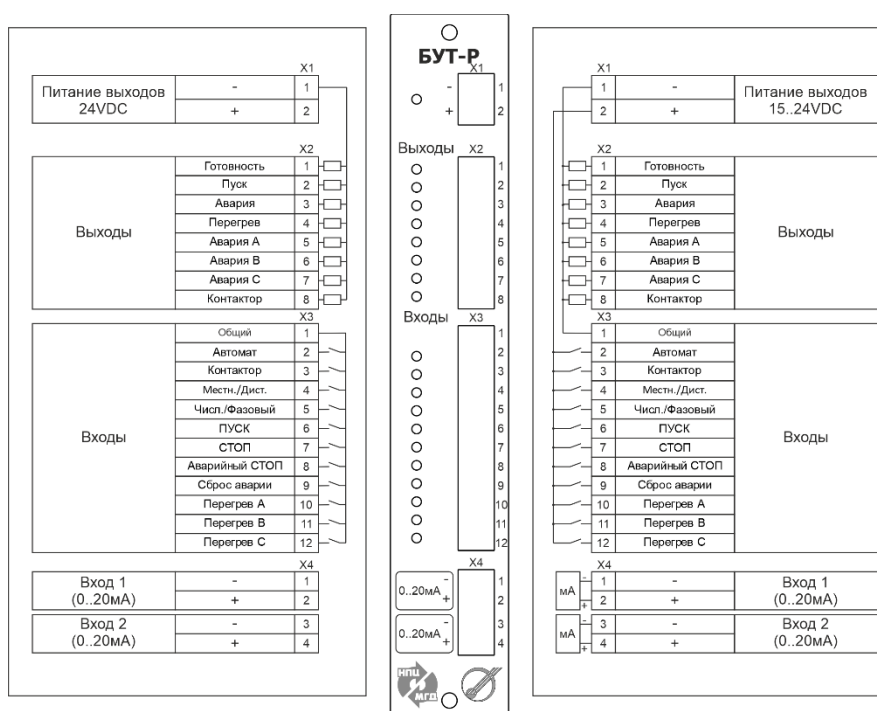 X1
Питание выходов
24VDC
- 1
+ 2
X2
Выходы
Готовность 1
Пуск 2
Авария 3
Перегрев 4
Авария А 5
Авария В 6
Авария С 7
Контактор 8
X3
Входы
Общий 1
Автомат 2
Контактор 3
Местн./Дист. 4
Числ./Фазовый 5
ПУСК 6
СТОП 7
Аварийный СТОП 8
Сброс аварии 9
Перегрев А 10
Перегрев В 11
Перегрев С 12
X4
Вход 1
(0..20мА)
- 1
+ 2
Вход 2
(0..20мА)
- 3
+ 4
БУТ-Р
X1
- 1
+ 2
Выходы X2
1
2
3
4
5
6
7
8
Входы X3
1
2
3
4
5
6
7
8
9
10
11
12
X4
0..20мА - 1
+ 2
0..20мА - 3
+ 4
НПЦ
МГД
X1
1 -
2 +
Питание выходов
15..24VDC
X2
1 Готовность
2 Пуск
3 Авария
4 Перегрев
5 Авария А
6 Авария В
7 Авария С
8 Контактор
Выходы
X3
1 Общий
2 Автомат
3 Контактор
4 Местн./Дист.
5 Числ./Фазовый
6 ПУСК
7 СТОП
8 Аварийный СТОП
9 Сброс аварии
10 Перегрев А
11 Перегрев В
12 Перегрев С
Входы
X4
мА - 1 -
+ 2 +
Вход 1
(0..20мА)
мА - 3 -
+ 4 +
Вход 2
(0..20мА)